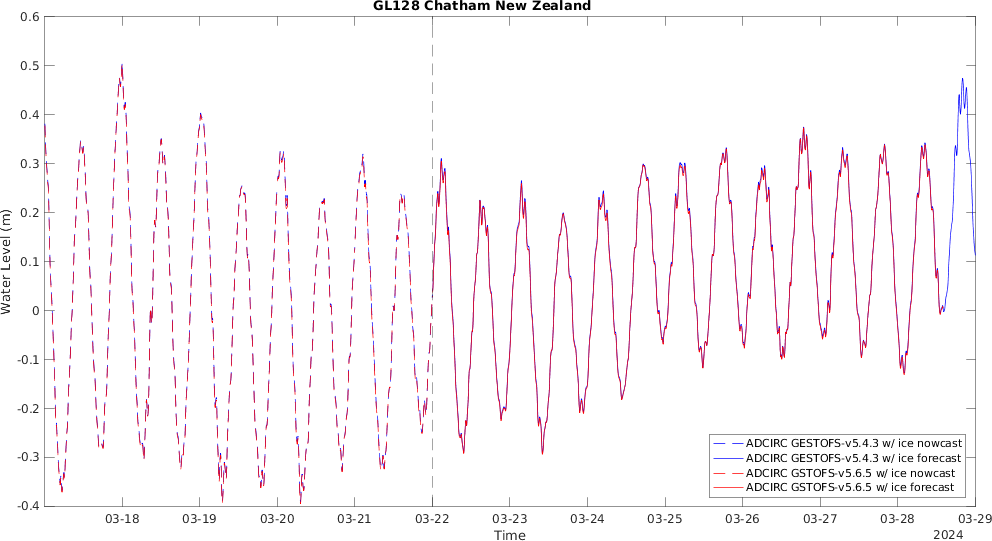 GL128 Chatham New Zealand
0.6
0.5
0.4
0.3
0.2
0.1
0
-0.1
-0.2
-0.3
-0.4
Water Level (m)
ADCIRC GESTOFS-v5.4.3 w/ ice nowcast
ADCIRC GESTOFS-v5.4.3 w/ ice forecast
ADCIRC GSTOFS-v5.6.5 w/ ice nowcast
ADCIRC GSTOFS-v5.6.5 w/ ice forecast
03-18 03-19 03-20 03-21 03-22 03-23 03-24 03-25 03-26 03-27 03-28 03-29
Time
2024